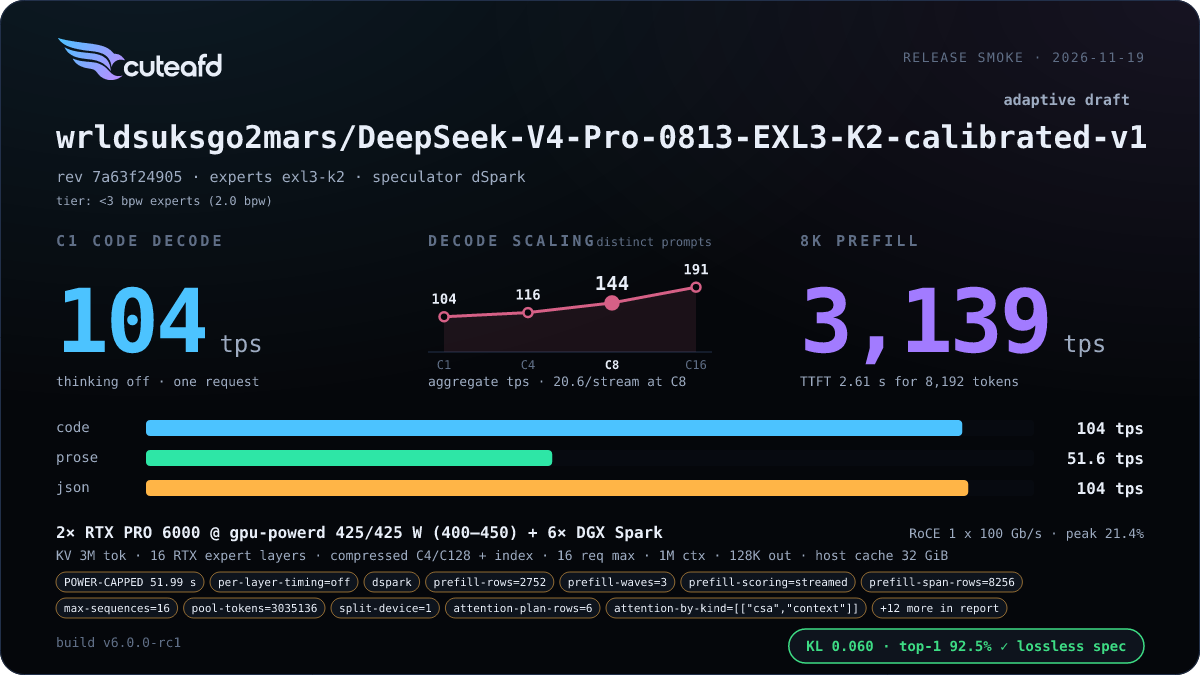 cuteafd
RELEASE SMOKE · 2026-11-19
adaptive draft
wrldsuksgo2mars/DeepSeek-V4-Pro-0813-EXL3-K2-calibrated-v1
rev 7a63f24905 · experts exl3-k2 · speculator dSpark
tier: <3 bpw experts (2.0 bpw)
C1 CODE DECODE
104 tps
thinking off · one request
DECODE SCALING distinct prompts
104 116 144 191
C1 C4 C8 C16
aggregate tps · 20.6/stream at C8
8K PREFILL
3,139 tps
TTFT 2.61 s for 8,192 tokens
code 104 tps
prose 51.6 tps
json 104 tps
2× RTX PRO 6000 @ gpu-powerd 425/425 W (400–450) + 6× DGX Spark
RoCE 1 x 100 Gb/s · peak 21.4%
KV 3M tok · 16 RTX expert layers · compressed C4/C128 + index · 16 req max · 1M ctx · 128K out · host cache 32 GiB
POWER-CAPPED 51.99 s per-layer-timing=off dspark prefill-rows=2752 prefill-waves=3 prefill-scoring=streamed prefill-span-rows=8256
max-sequences=16 pool-tokens=3035136 split-device=1 attention-plan-rows=6 attention-by-kind=[["csa","context"]] +12 more in report
build v6.0.0-rc1
KL 0.060 · top-1 92.5% ✓ lossless spec